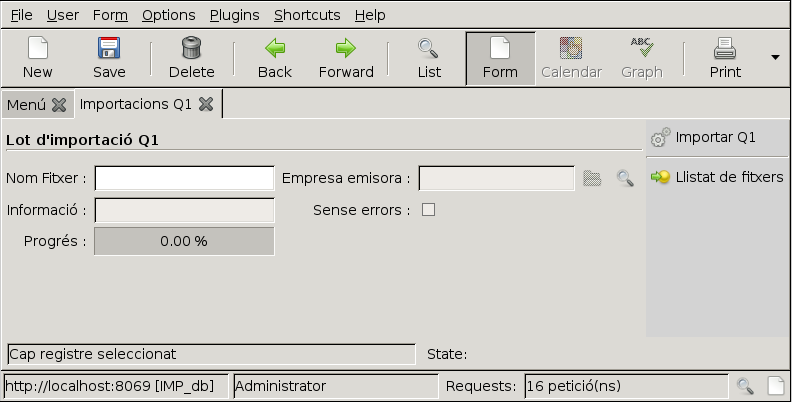 File User Form Options Plugins Shortcuts Help
New Save Delete Back Forward List Form Calendar ABC Graph Print
Menú Importacions Q1
Lot d'importació Q1
Importar Q1
Nom Fitxer : Empresa emisora :
Llistat de fitxers
Informació : Sense errors :
Progrés : 0.00 %
Cap registre seleccionat State:
http://localhost:8069 [IMP_db] Administrator Requests: 16 petició(ns)